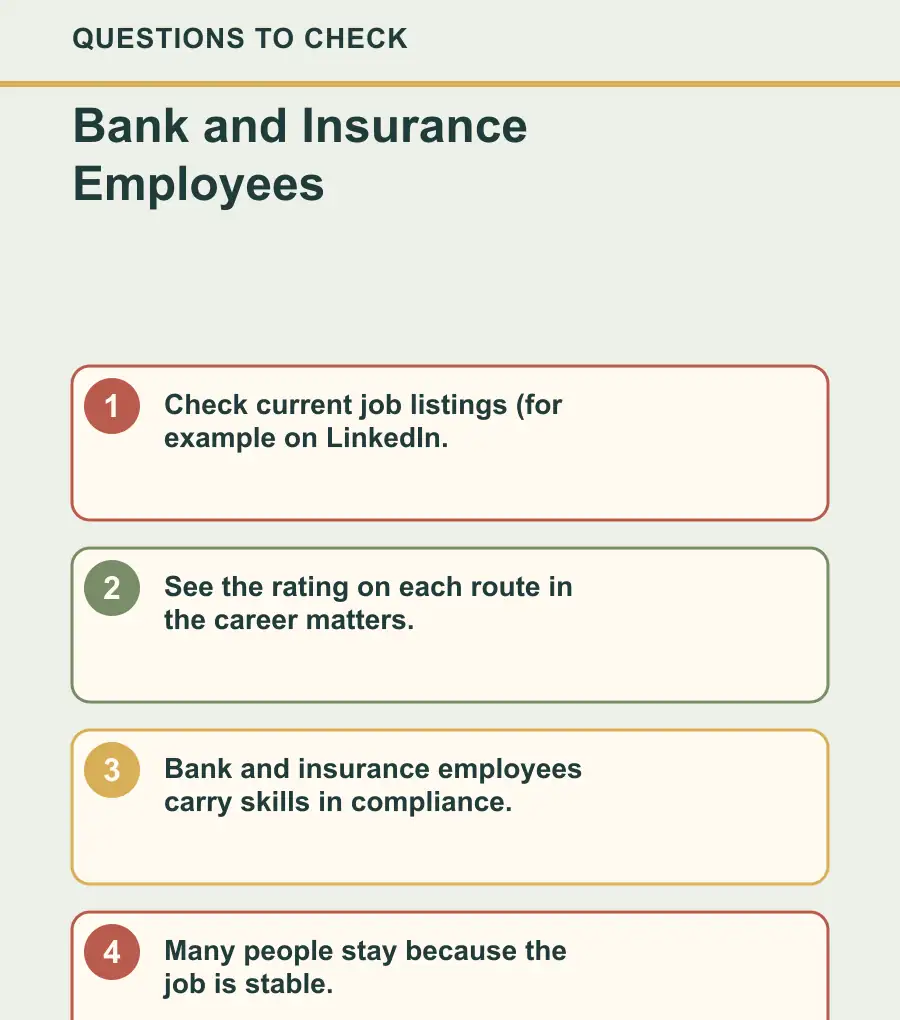 QUESTIONS TO CHECK
Bank and Insurance
Employees
1
Check current job listings (for
example on LinkedIn.
2
See the rating on each route in
the career matters.
3
Bank and insurance employees
carry skills in compliance.
4
Many people stay because the
job is stable.